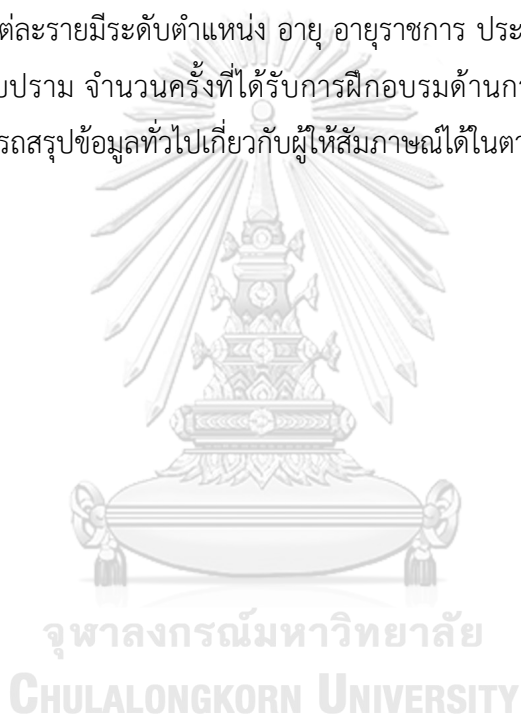 ต่ละรายมีระดับตำแหน่ง อายุ อายุราชการ ประ
บปราม จำนวนครั้งที่ได้รับการฝึกอบรมด้านกา
รถสรุปข้อมูลทั่วไปเกี่ยวกับผู้ให้สัมภาษณ์ได้ในตา
จุฬาลงกรณ์มหาวิทยาลัย
CHULALONGKORN UNIVERSITY